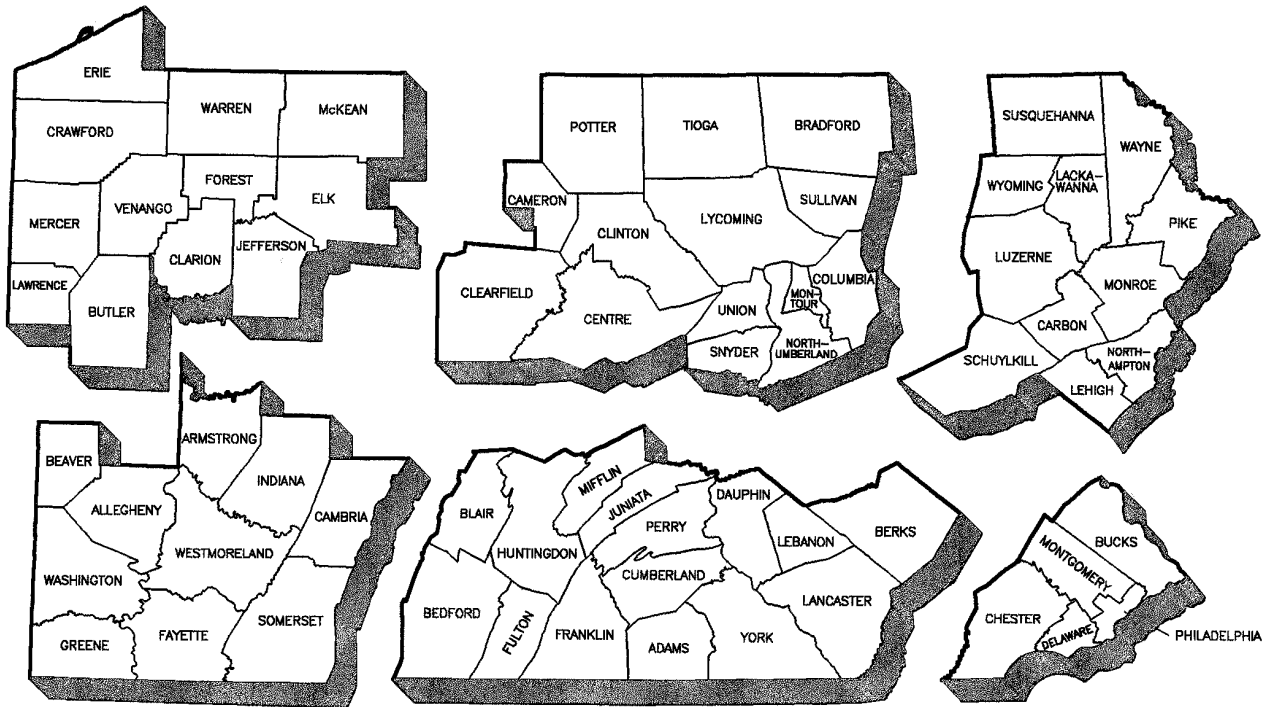 ERIE
WARREN
McKEAN
CRAWFORD
FOREST
ELK
VENANGO
MERCER
JEFFERSON
CLARION
LAWRENCE
BUTLER
POTTER
TIOGA
BRADFORD
CAMERON
SULLIVAN
LYCOMING
CLINTON
COLUMBIA
CLEARFIELD
MON-
TOUR
UNION
CENTRE
SNYDER
NORTH-
UMBERLAND
SUSQUEHANNA
WAYNE
WYOMING
LACKA-
WANNA
PIKE
LUZERNE
MONROE
CARBON
SCHUYLKILL
NORTH-
AMPTON
LEHIGH
ARMSTRONG
BEAVER
INDIANA
ALLEGHENY
CAMBRIA
WESTMORELAND
WASHINGTON
SOMERSET
FAYETTE
GREENE
MIFFLIN
JUNIATA
DAUPHIN
BLAIR
PERRY
BERKS
LEBANON
HUNTINGDON
CUMBERLAND
LANCASTER
BEDFORD
FULTON
FRANKLIN
YORK
ADAMS
BUCKS
MONTGOMERY
CHESTER
DELAWARE
PHILADELPHIA